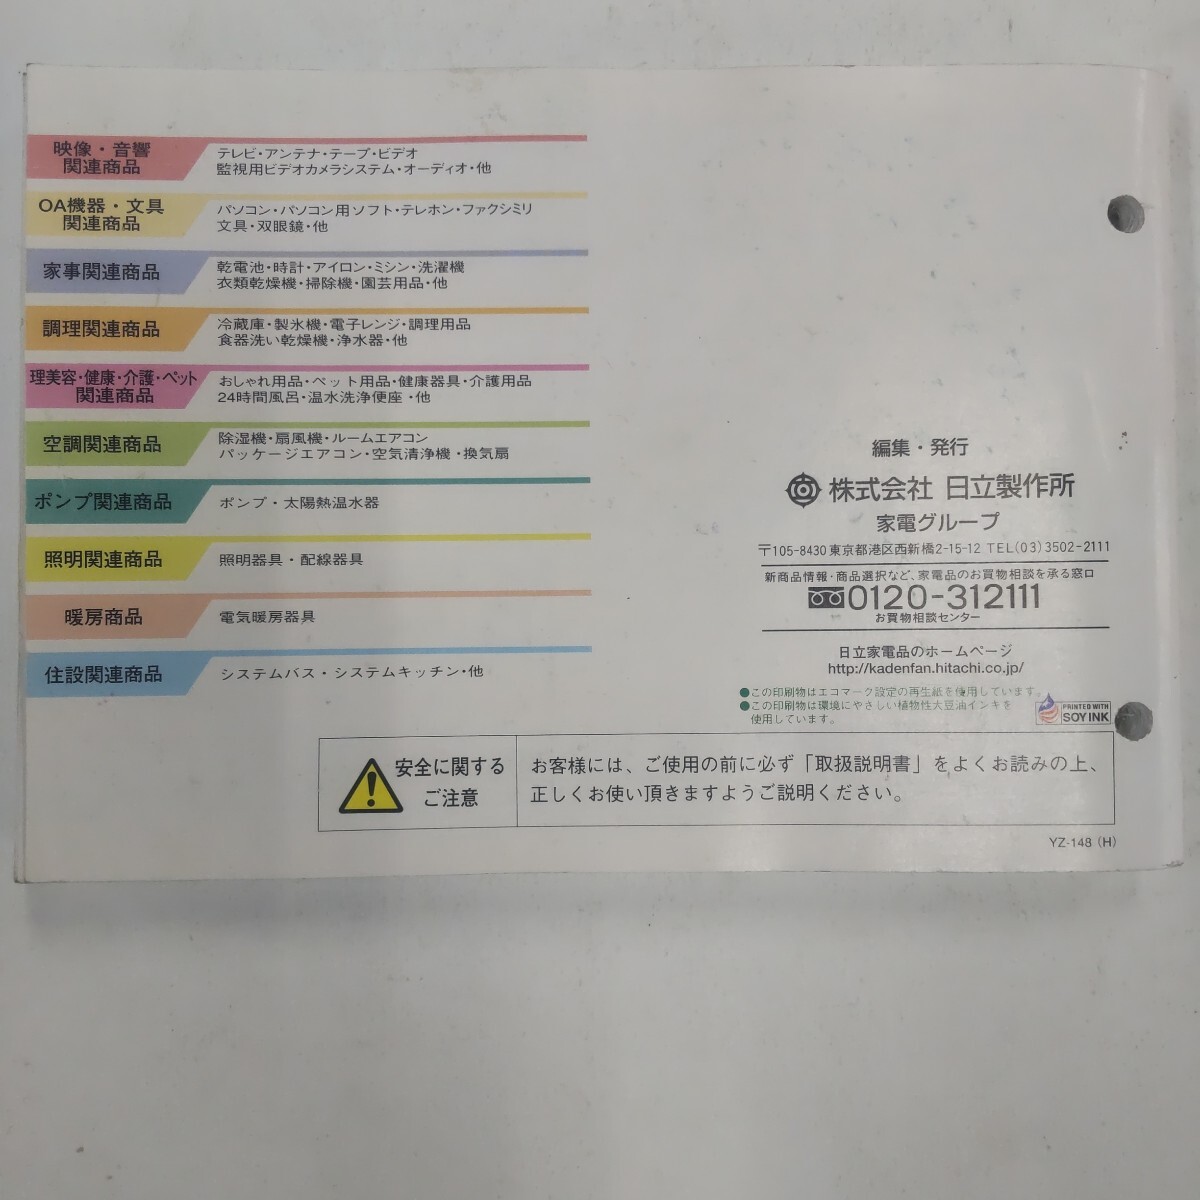 映像・音響
関連商品
テレビ・アンテナ・テープ・ビデオ
監視用ビデオカメラシステム・オーディオ・他
OA機器・文具
関連商品
パソコン・パソコン用ソフト・テレホン・ファクシミリ
文具・双眼鏡・他
家事関連商品
乾電池・時計・アイロン・ミシン・洗濯機
衣類乾燥機・掃除機・園芸用品・他
調理関連商品
冷蔵庫・製氷機・電子レンジ・調理用品
食器洗い乾燥機・浄水器・他
理美容・健康・介護・ペット
関連商品
おしゃれ用品・ペット用品・健康器具・介護用品
24時間風呂・温水洗浄便座・他
空調関連商品
除湿機・扇風機・ルームエアコン
パッケージエアコン・空気清浄機・換気扇
ポンプ関連商品
ポンプ・太陽熱温水器
照明関連商品
照明器具・配線器具
暖房商品
電気暖房器具
住設関連商品
システムバス・システムキッチン・他
編集・発行
株式会社 日立製作所
家電グループ
〒105-8430 東京都港区西新橋2-15-12 TEL(03)3502-2111
新商品情報・商品選択など、家電品のお買物相談を承る窓口
0120-312111
お買物相談センター
日立家電品のホームページ
http://kadenfan.hitachi.co.jp/
●この印刷物はエコマーク設定の再生紙を使用しています。
●この印刷物は環境にやさしい植物性大豆油インキを
使用しています。
PRINTED WITH
SOY INK
安全に関する
ご注意
お客様には、ご使用の前に必ず「取扱説明書」をよくお読みの上、
正しくお使い頂きますようご説明ください。
YZ-148 (H)